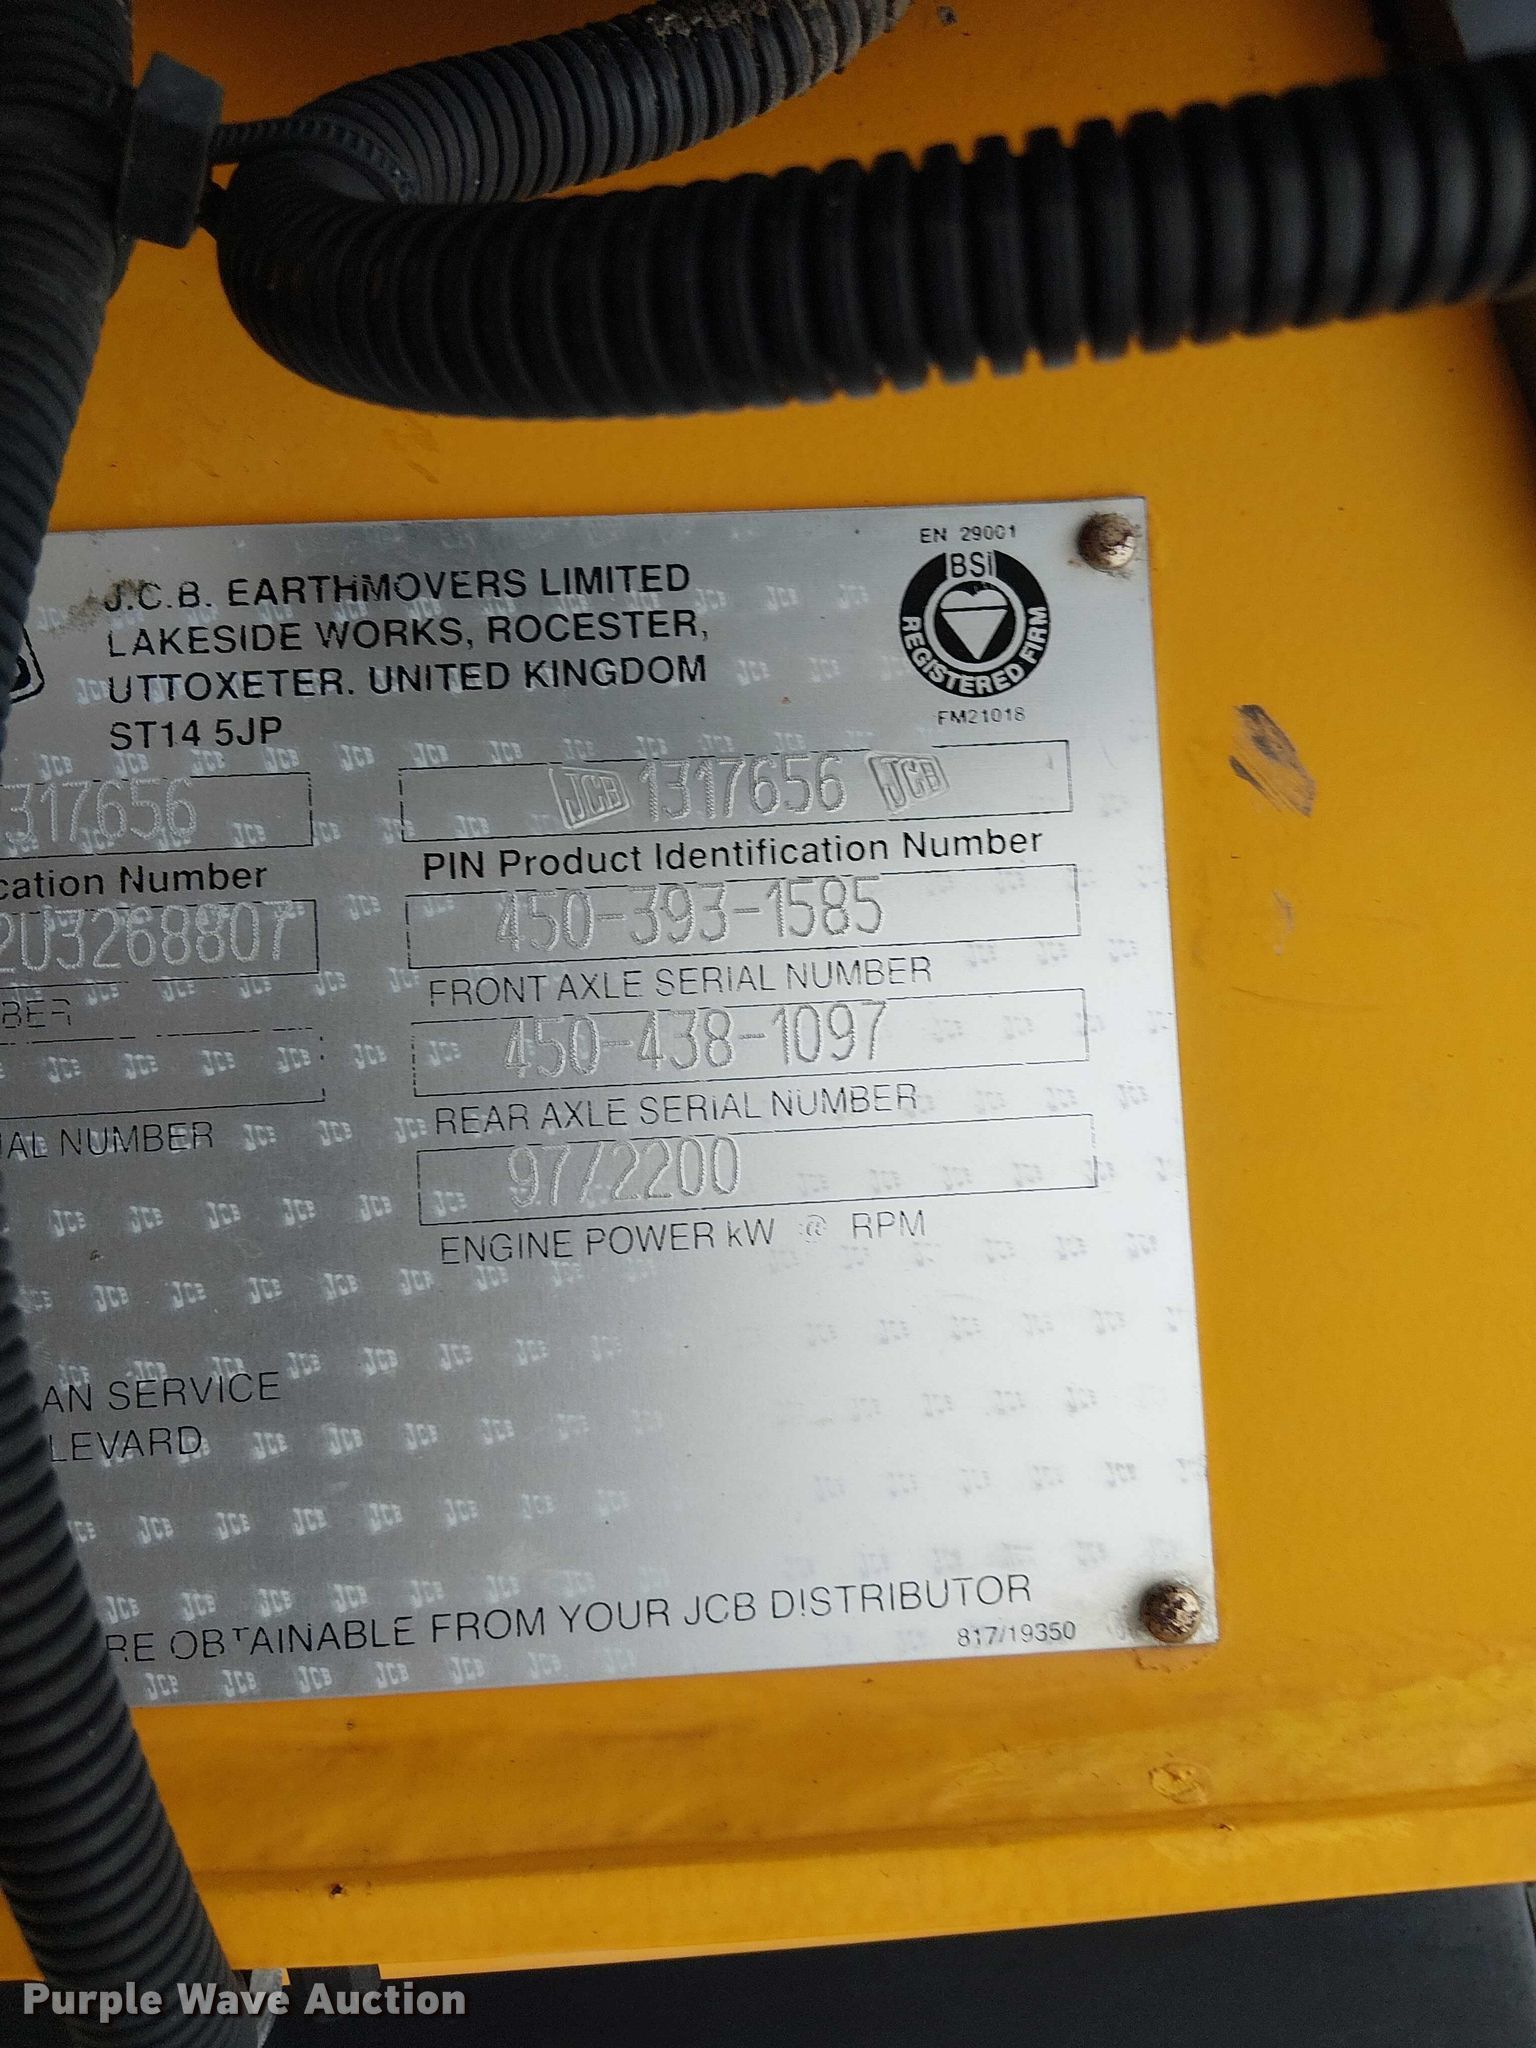 EN 29001
BSi
REGISTERED FIRM
FM21018
J.C.B. EARTHMOVERS LIMITED
LAKESIDE WORKS, ROCESTER,
UTTOXETER. UNITED KINGDOM
ST14 5JP
317656
JCB 1317656 JCB
cation Number
PIN Product Identification Number
2U3268807
450-393-1585
BER
FRONT AXLE SERIAL NUMBER
450-438-1097
IAL NUMBER
REAR AXLE SERIAL NUMBER
97/2200
ENGINE POWER kW @ RPM
AN SERVICE
LEVARD
RE OBTAINABLE FROM YOUR JCB DISTRIBUTOR
817/19350
Purple Wave Auction